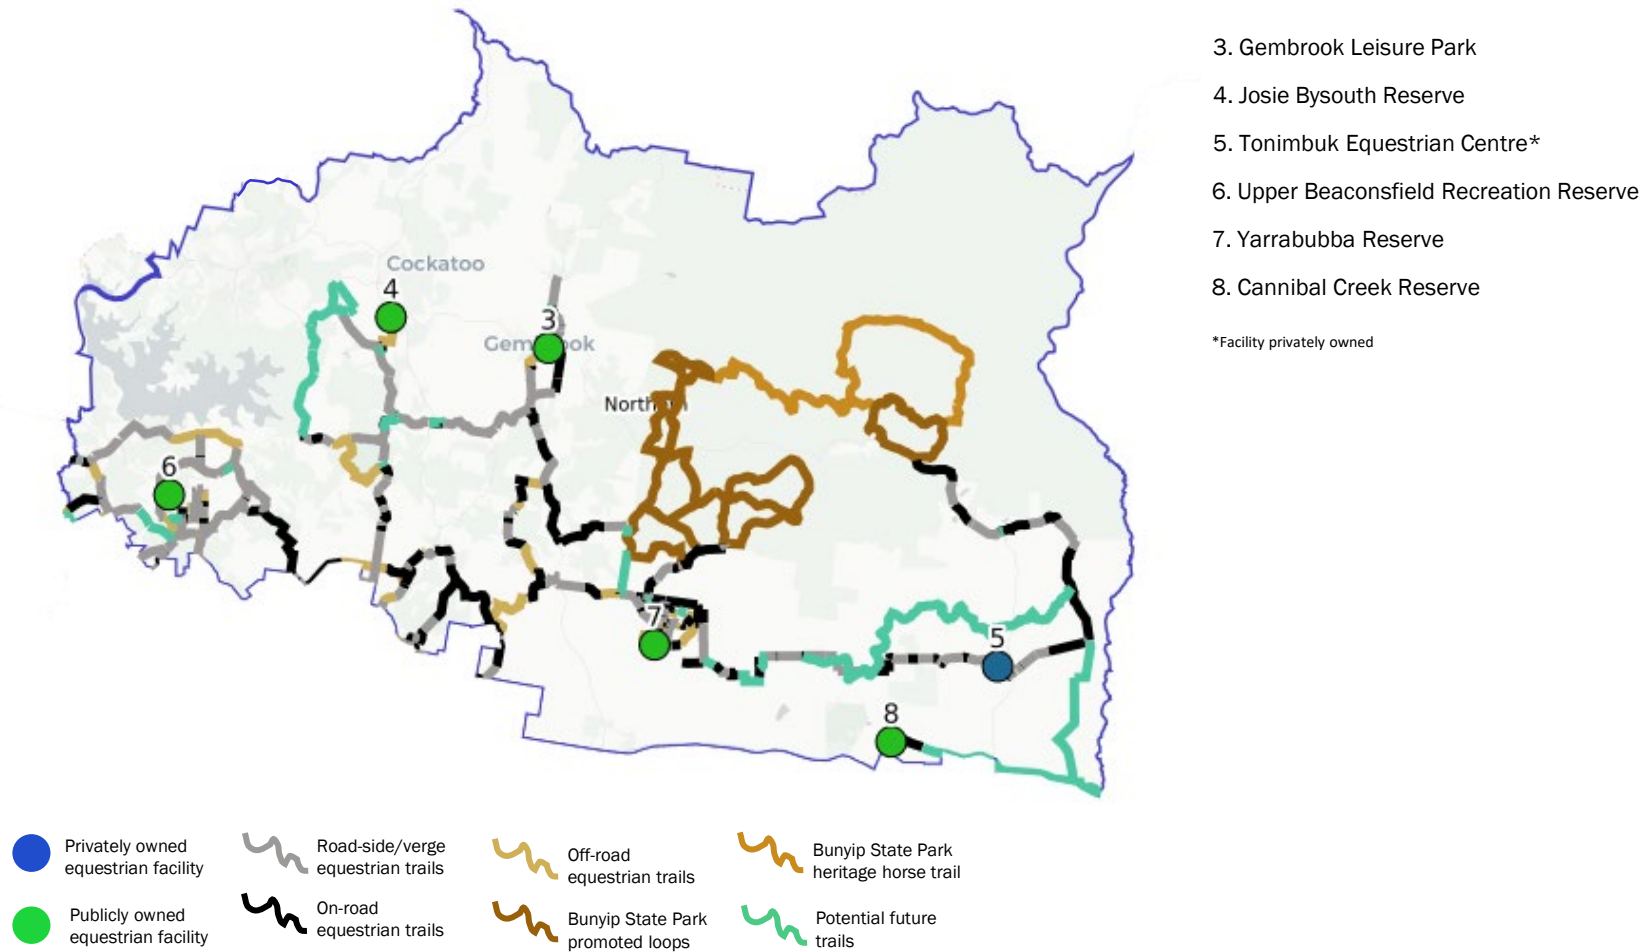 3. Gembrook Leisure Park
4. Josie Bysouth Reserve
5. Tonimbuk Equestrian Centre*
6. Upper Beaconsfield Recreation Reserve
7. Yarrabubba Reserve
8. Cannibal Creek Reserve
*Facility privately owned
Cockatoo
4
3
Gembrook
Northern
6
7
5
8
Privately owned
equestrian facility
Publicly owned
equestrian facility
Road-side/verge
equestrian trails
On-road
equestrian trails
Off-road
equestrian trails
Bunyip State Park
promoted loops
Bunyip State Park
heritage horse trail
Potential future
trails